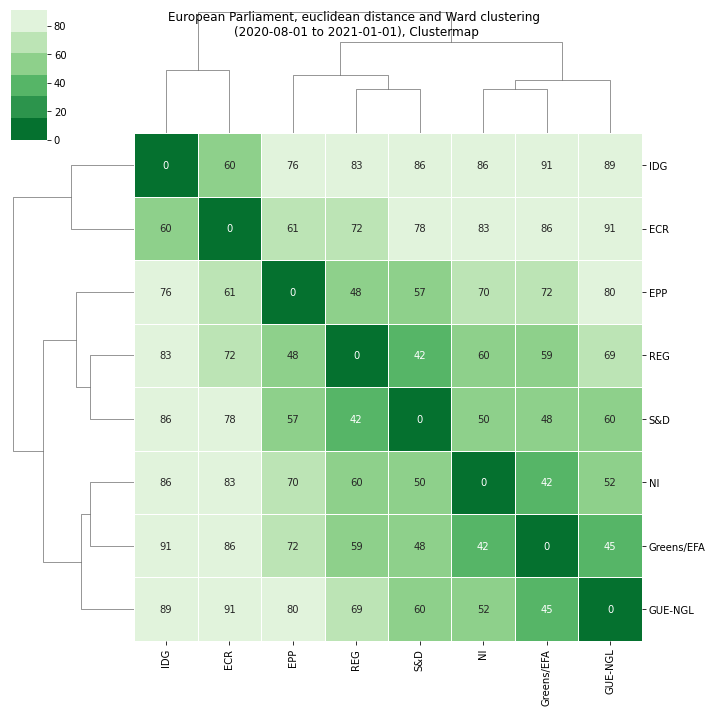 European Parliament, euclidean distance and Ward clustering
(2020-08-01 to 2021-01-01), Clustermap
80
60
40
20
0
0 60 76 83 86 86 91 89 IDG
60 0 61 72 78 83 86 91 ECR
76 61 0 48 57 70 72 80 EPP
83 72 48 0 42 60 59 69 REG
86 78 57 42 0 50 48 60 S&D
86 83 70 60 50 0 42 52 NI
91 86 72 59 48 42 0 45 Greens/EFA
89 91 80 69 60 52 45 0 GUE-NGL
IDG ECR EPP REG S&D NI Greens/EFA GUE-NGL